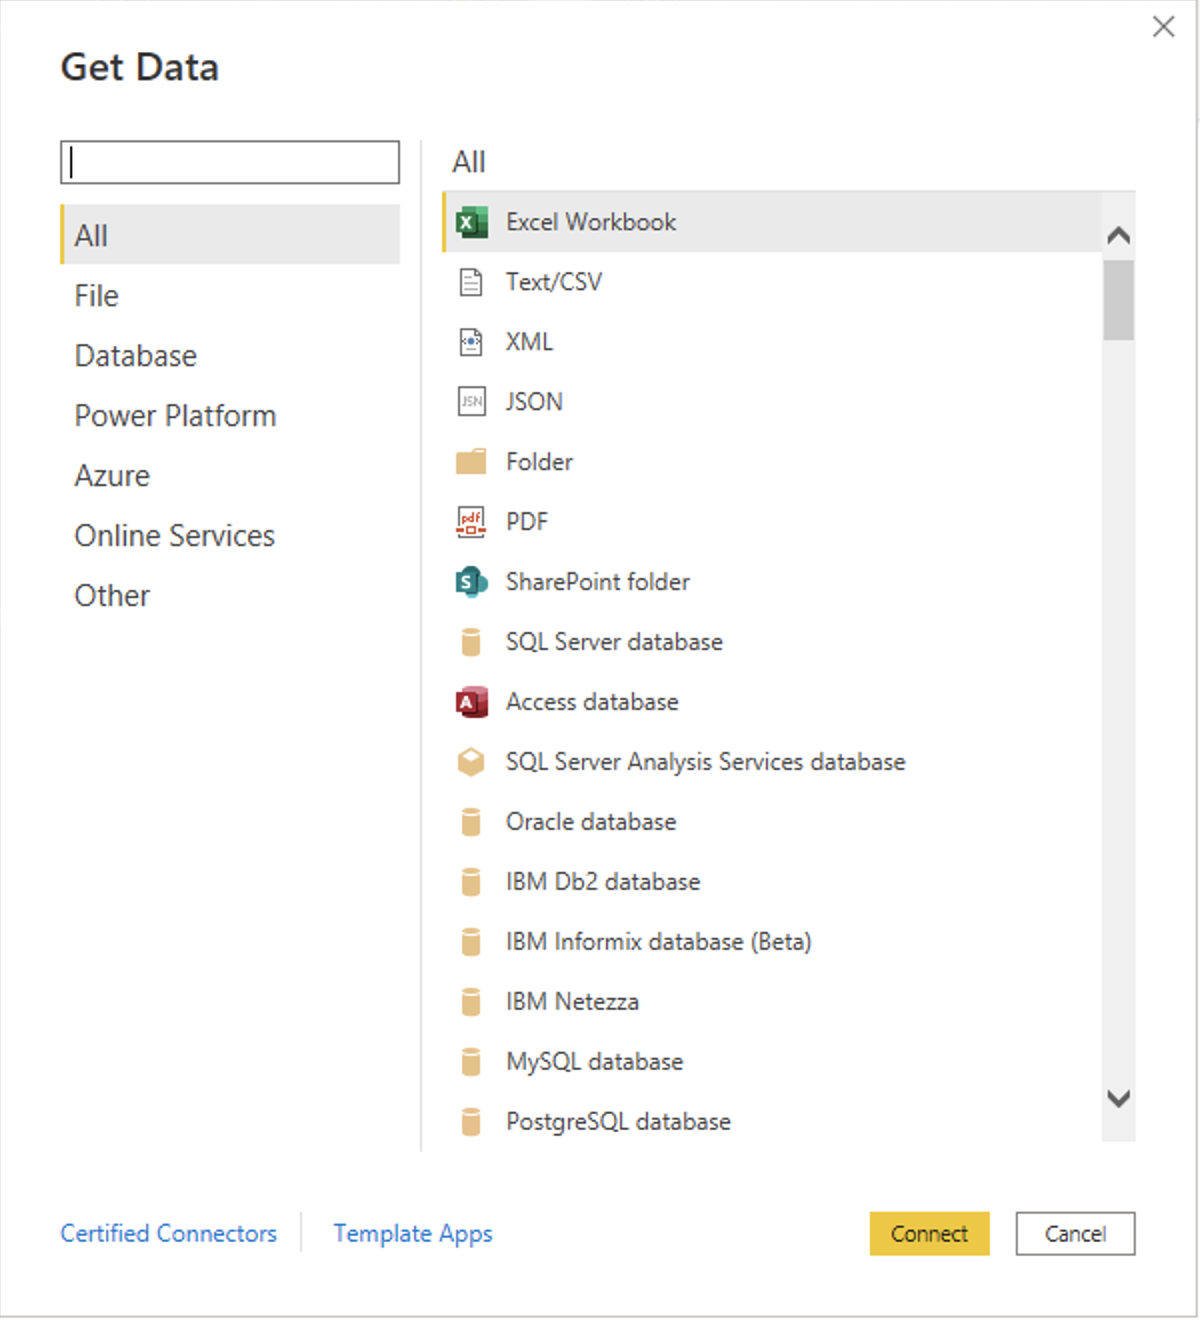 Get Data
All
File
Database
Power Platform
Azure
Online Services
Other
All
Excel Workbook
Text/CSV
XML
JSN
JSON
Folder
pdf
PDF
S
SharePoint folder
SQL Server database
A
Access database
SQL Server Analysis Services database
Oracle database
IBM Db2 database
IBM Informix database (Beta)
IBM Netezza
MySQL database
PostgreSQL database
Certified Connectors
Template Apps
Connect
Cancel